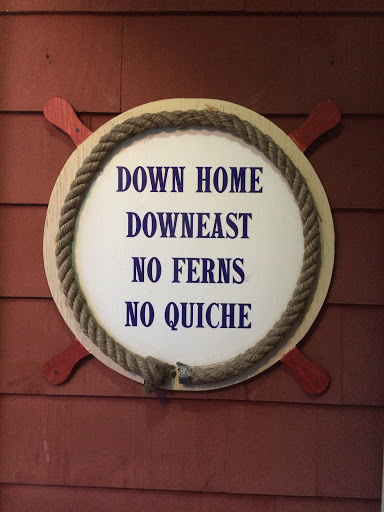 DOWN HOME
DOWNEAST
NO FERNS
NO QUICHE